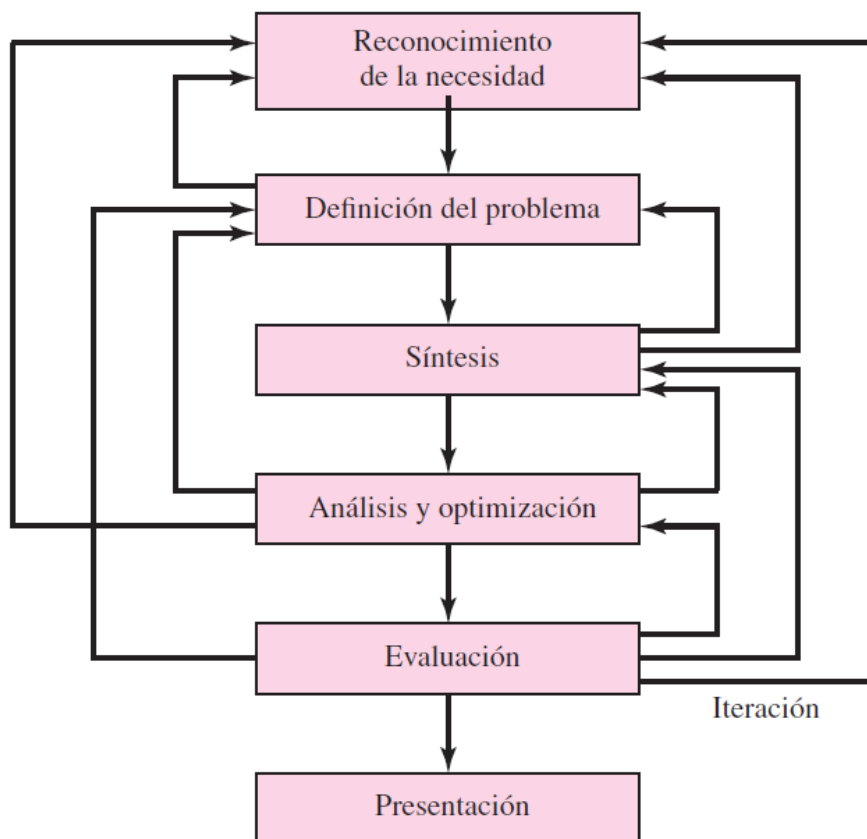 Reconocimiento
de la necesidad
Definición del problema
Síntesis
Análisis y optimización
Evaluación
Iteración
Presentación